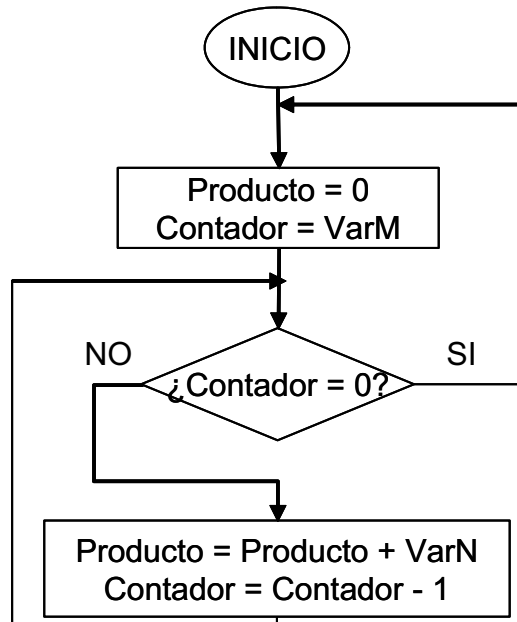 INICIO
Producto = 0
Contador = VarM
NO
SI
¿Contador = 0?
Producto = Producto + VarN
Contador = Contador - 1